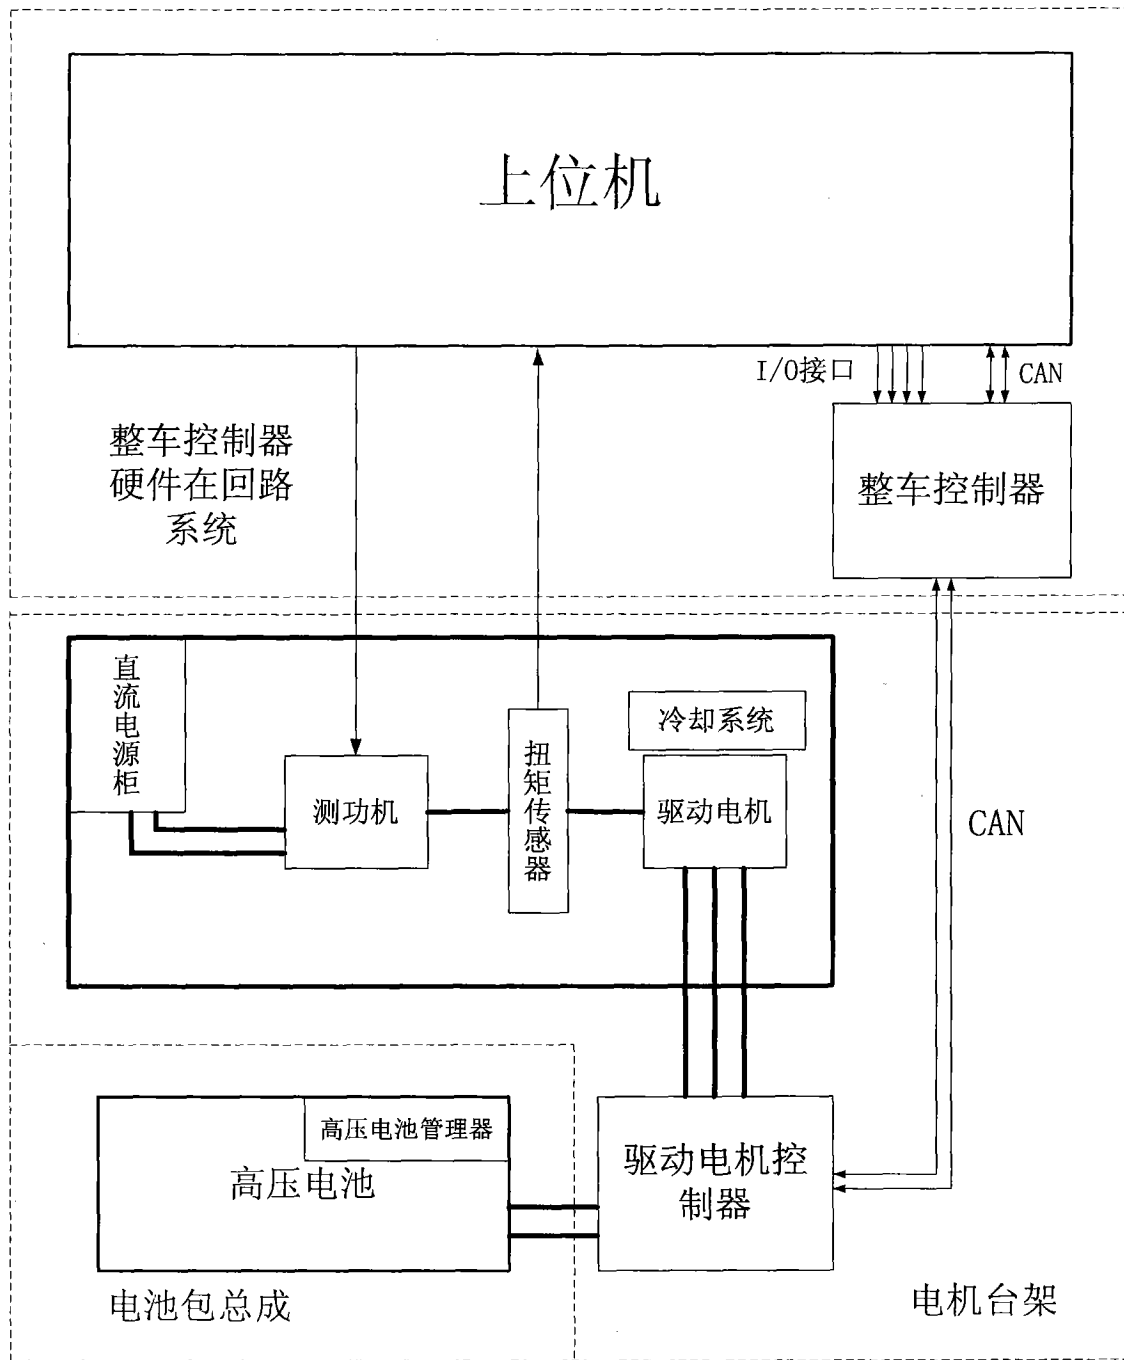 上位机
I/O接口
CAN
整车控制器
硬件在回路
系统
整车控制器
直流电源柜
测功机
扭矩传感器
冷却系统
驱动电机
CAN
高压电池管理器
高压电池
驱动电机控
制器
电池包总成
电机台架